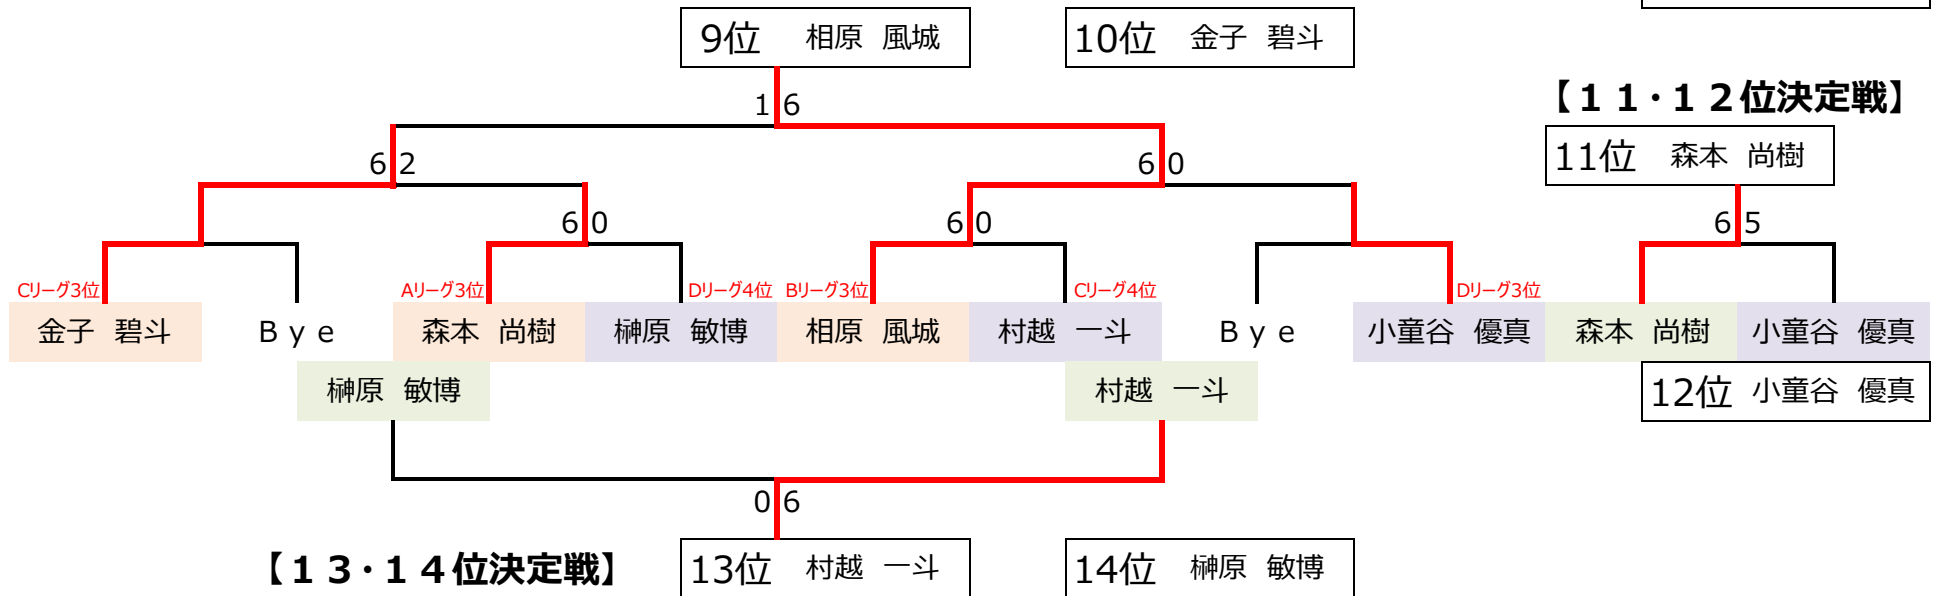 9位 相原 風城 10位 金子 碧斗
1 6
【１１・１２位決定戦】
6 2
6 0
11位 森本 尚樹
6 0
6 0
6 5
Cリーグ3位 Aリーグ3位 Dリーグ4位 Bリーグ3位 Cリーグ4位 Dリーグ3位
金子 碧斗 Ｂｙｅ 森本 尚樹 榊原 敏博 相原 風城 村越 一斗 Ｂｙｅ 小童谷 優真 森本 尚樹 小童谷 優真
榊原 敏博 村越 一斗 12位 小童谷 優真
0 6
【１３・１４位決定戦】 13位 村越 一斗 14位 榊原 敏博